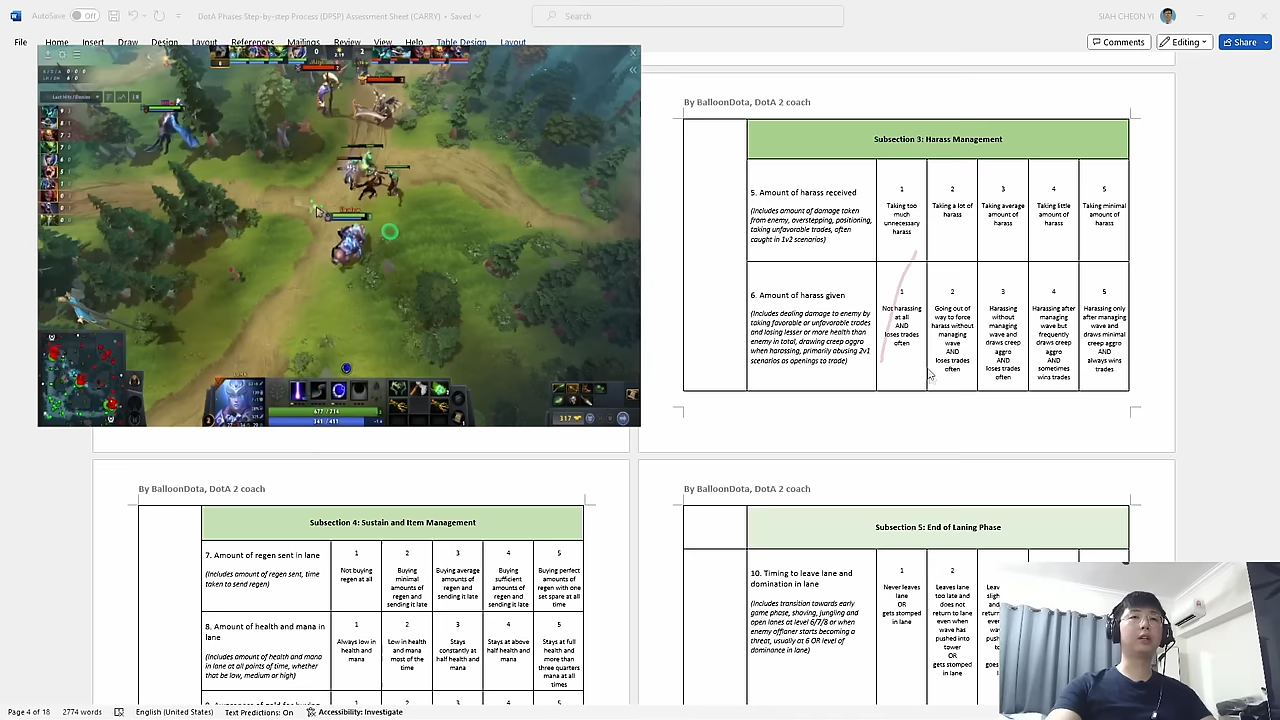 AutoSave
Off
DotA Phases Step-by-step Process (DPSP) Assessment Sheet (CARRY) • Saved
Search
SIAH CHEON YI
File
Home
Insert
Draw
Design
Layout
References
Mailings
Review
View
Help
Table Design
Layout
Comments
Editing
Share
317
677 / 714
341 / 411
By BalloonDota, DotA 2 coach
Subsection 3: Harass Management
5. Amount of harass received
(Includes amount of damage taken
from enemy, overstepping, positioning,
taking unfavorable trades, often
caught in 1v2 scenarios)
1
Taking too
much
unnecessary
harass
2
Taking a lot of
harass
3
Taking average
amount of
harass
4
Taking little
amount of
harass
5
Taking minimal
amount of
harass
6. Amount of harass given
(Includes dealing damage to enemy by
taking favorable or unfavorable trades
and losing lesser or more health than
enemy in total, drawing creep aggro
when harassing, primarily abusing 2v1
scenarios as openings to trade)
1
Not harassing
at all
AND
loses trades
often
2
Going out of
way to force
harass without
managing
wave
AND
loses trades
often
3
Harassing
without
managing
wave and
draws creep
aggro
AND
loses trades
often
4
Harassing after
managing
wave but
frequently
draws creep
aggro
AND
sometimes
wins trades
5
Harassing only
after managing
wave and
draws minimal
creep aggro
AND
always wins
trades
By BalloonDota, DotA 2 coach
Subsection 4: Sustain and Item Management
7. Amount of regen sent in lane
(Includes amount of regen sent, time
taken to send regen)
1
Not buying
regen at all
2
Buying
minimal
amounts of
regen and
sending it late
3
Buying average
amounts of
regen and
sending it late
4
Buying
sufficient
amounts of
regen and
sending it late
5
Buying perfect
amounts of
regen with one
set spare at all
time
8. Amount of health and mana in
lane
(Includes amount of health and mana
in lane at all points of time, whether
that be low, medium or high)
1
Always low in
health and
mana
2
Low in health
and mana
most of the
time
3
Stays
constantly at
half health and
mana
4
Stays at above
half health and
mana
5
Stays at full
health and
more than
three quarters
mana at all
times
1
2
3
4
5
By BalloonDota, DotA 2 coach
Subsection 5: End of Laning Phase
10. Timing to leave lane and
domination in lane
(Includes transition towards early
game phase, shaving, jungling and
open lanes at level 6/7/8 or when
enemy offlaner starts becoming a
threat, usually at 6 OR level of
dominance in lane)
1
Never leaves
lane
OR
gets stomped
in lane
2
Leaves lane
too late and
does not
return to lane
even when
wave has
pushed into
tower
OR
gets stomped
in lane
Page 4 of 18
2774 words
English (United States)
Text Predictions: On
Accessibility: Investigate